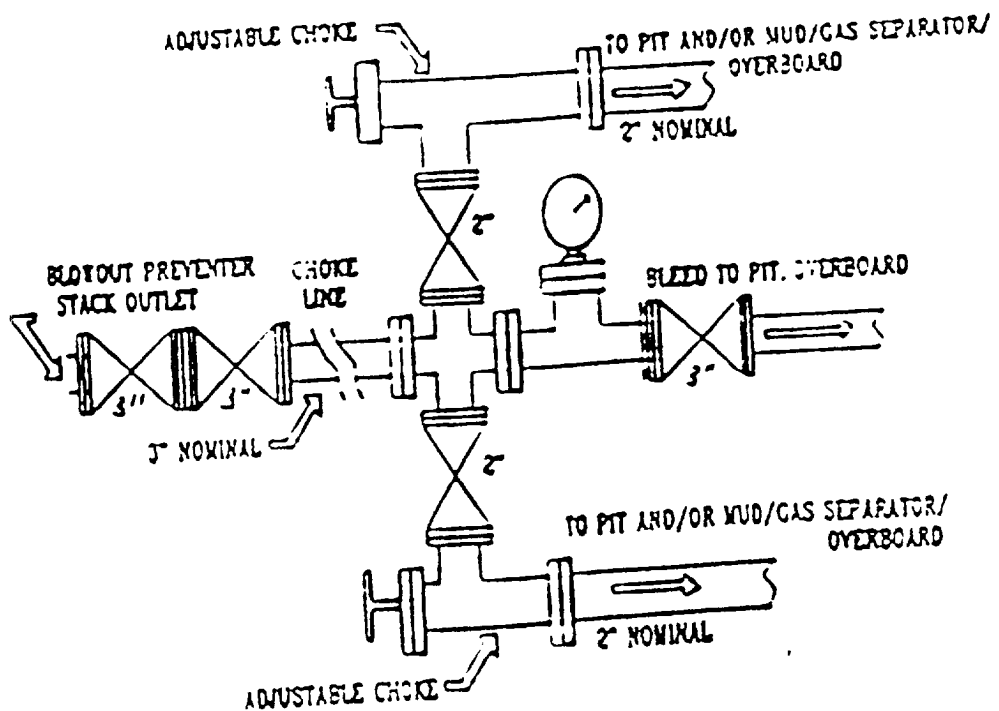 ADJUSTABLE CHOKE
TO PIT AND/OR MUD/GAS SEPARATOR/
OVERBOARD
2" NOMINAL
2"
BLOWOUT PREVENTER
STACK OUTLET
CHOKE
LINE
BLEED TO PIT, OVERBOARD
3"
3"
3"
3" NOMINAL
2"
TO PIT AND/OR MUD/GAS SEPARATOR/
OVERBOARD
2" NOMINAL
ADJUSTABLE CHOKE